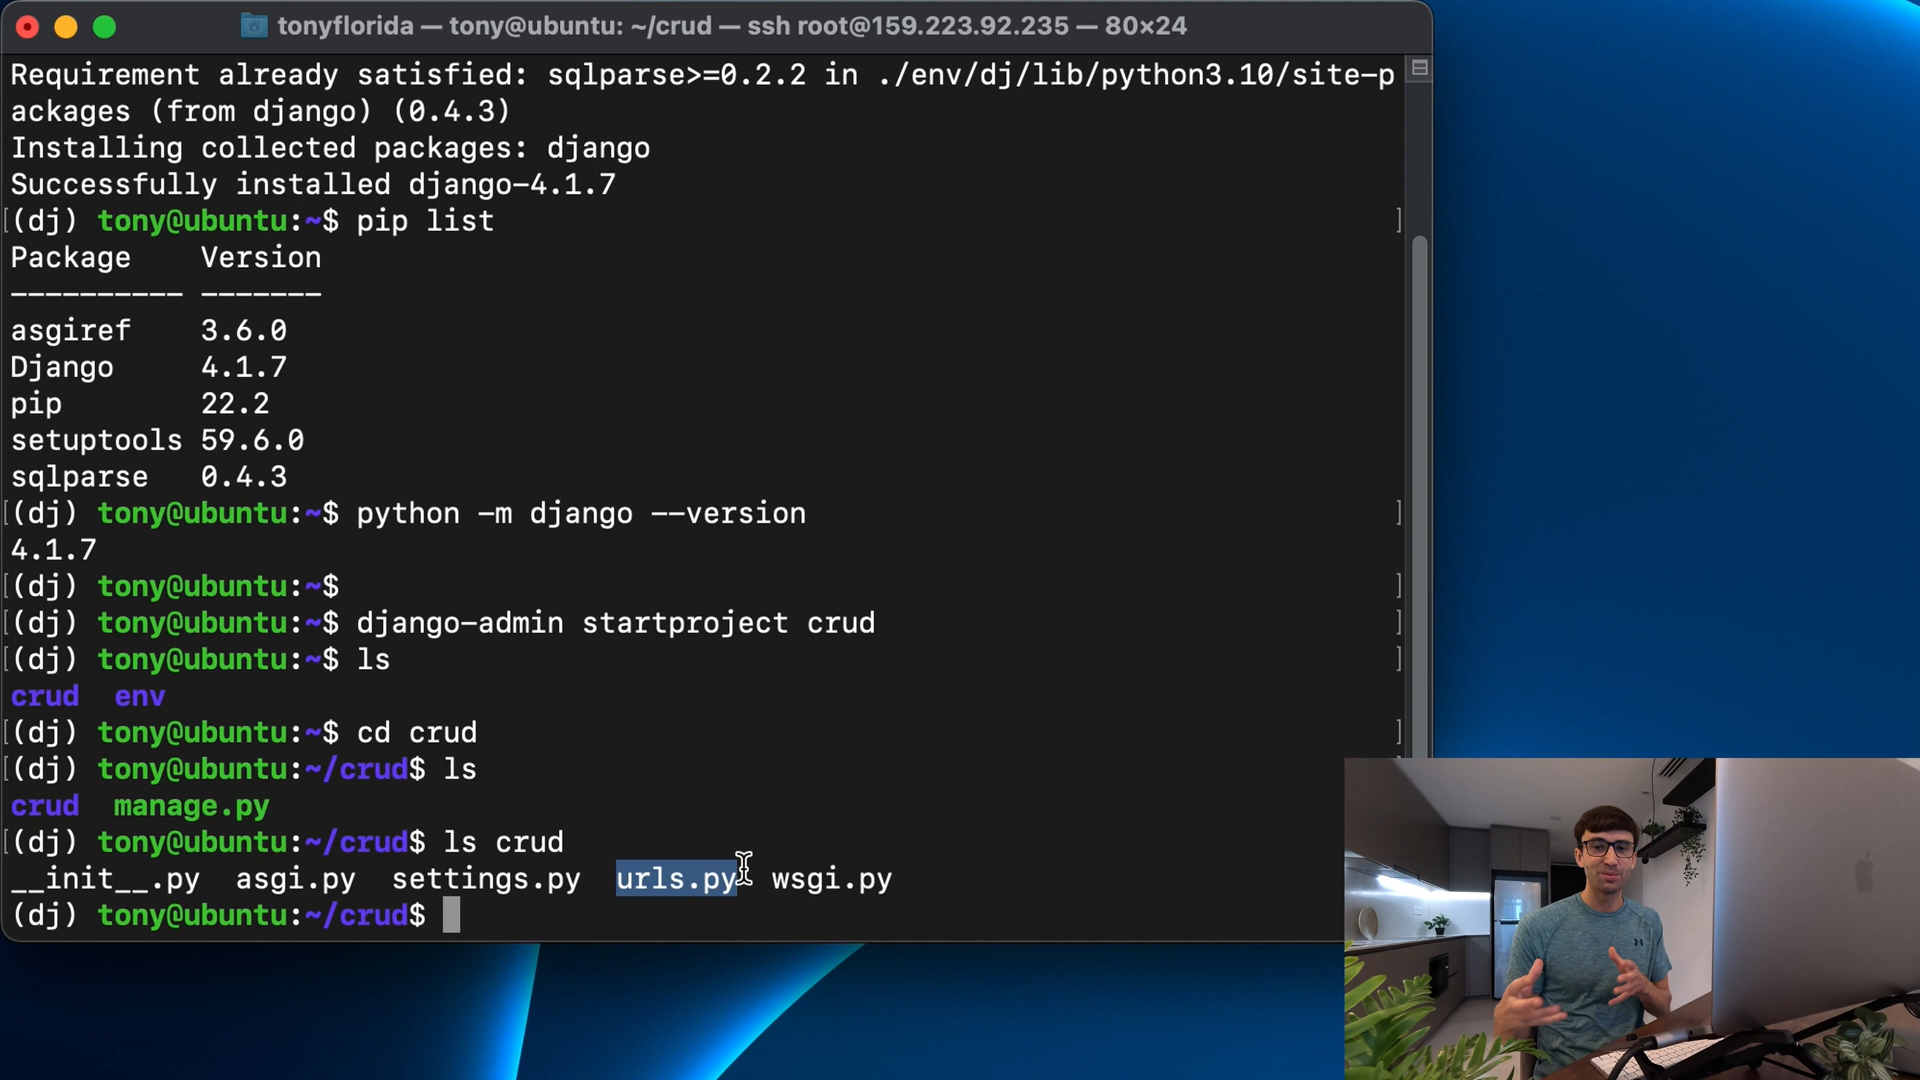 tonyflorida — tony@ubuntu: ~/crud — ssh root@159.223.92.235 — 80×24
Requirement already satisfied: sqlparse>=0.2.2 in ./env/dj/lib/python3.10/site-p
ackages (from django) (0.4.3)
Installing collected packages: django
Successfully installed django-4.1.7
[(dj) tony@ubuntu:~$ pip list ]
Package    Version
---------- -------
asgiref    3.6.0
Django     4.1.7
pip        22.2
setuptools 59.6.0
sqlparse   0.4.3
[(dj) tony@ubuntu:~$ python -m django --version ]
4.1.7
[(dj) tony@ubuntu:~$ ]
[(dj) tony@ubuntu:~$ django-admin startproject crud ]
[(dj) tony@ubuntu:~$ ls ]
crud  env
[(dj) tony@ubuntu:~$ cd crud ]
[(dj) tony@ubuntu:~/crud$ ls
crud  manage.py
[(dj) tony@ubuntu:~/crud$ ls crud
__init__.py  asgi.py  settings.py  urls.py  wsgi.py
(dj) tony@ubuntu:~/crud$